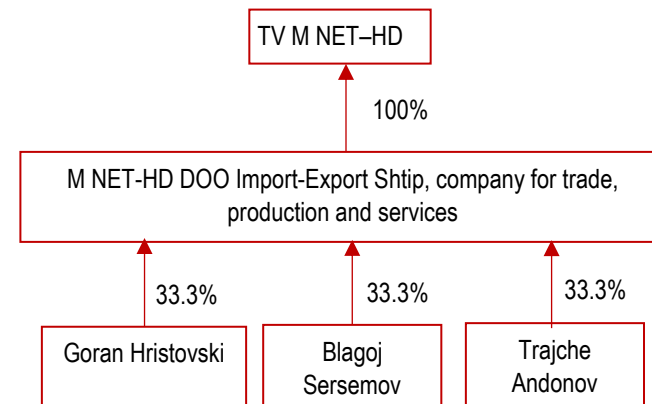 TV M NET–HD
100%
M NET-HD DOO Import-Export Shtip, company for trade,
production and services
33.3%
33.3%
33.3%
Goran Hristovski
Blagoj
Sersemov
Trajche
Andonov